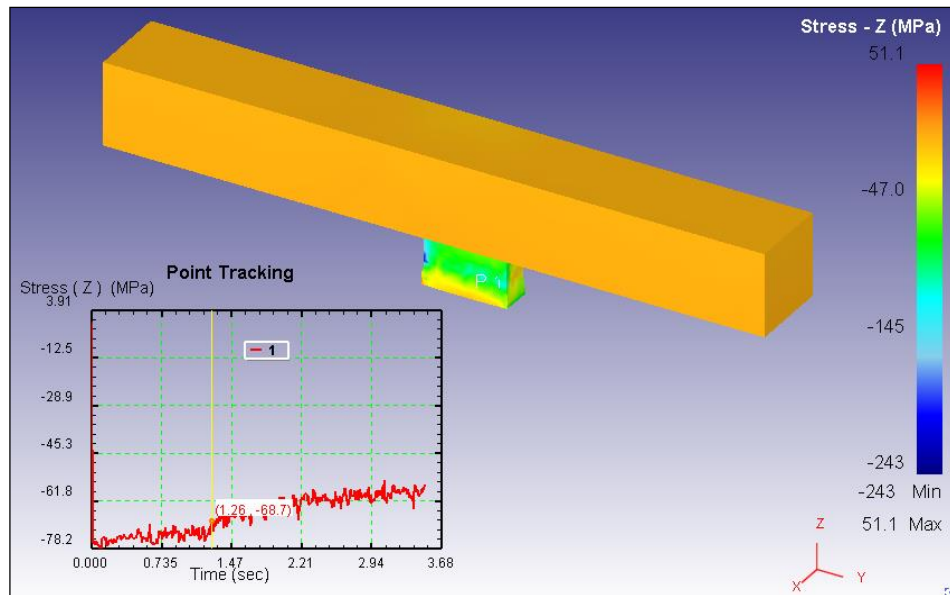 Stress - Z (MPa)
51.1
-47.0
-145
-243
-243 Min
51.1 Max
P 1
Point Tracking
Stress ( Z ) (MPa)
3.91
-12.5
-28.9
-45.3
-61.8
-78.2
1
(1.26 , -68.7)
0.000 0.735 1.47 2.21 2.94 3.68
Time (sec)
Z
X Y